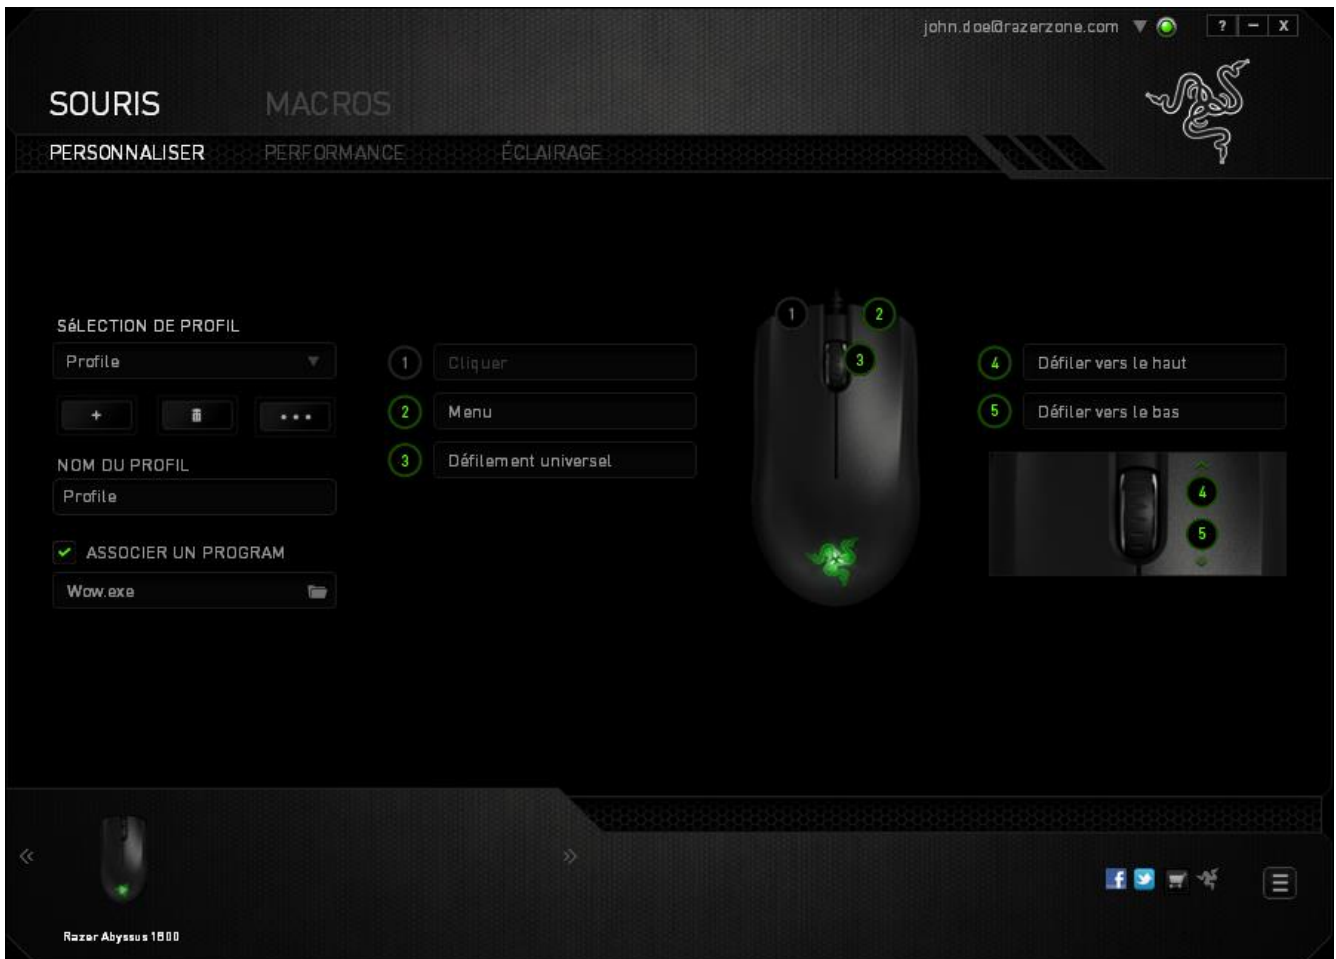 john.doe@razerzone.com
? – X
SOURIS MACROS
PERSONNALISER PERFORMANCE ÉCLAIRAGE
SéLECTION DE PROFIL
Profile
+
NOM DU PROFIL
Profile
ASSOCIER UN PROGRAM
Wow.exe
1 Cliquer
2 Menu
3 Défilement universel
1
2
3
4 Défiler vers le haut
5 Défiler vers le bas
4
5
Razer Abyssus 1800